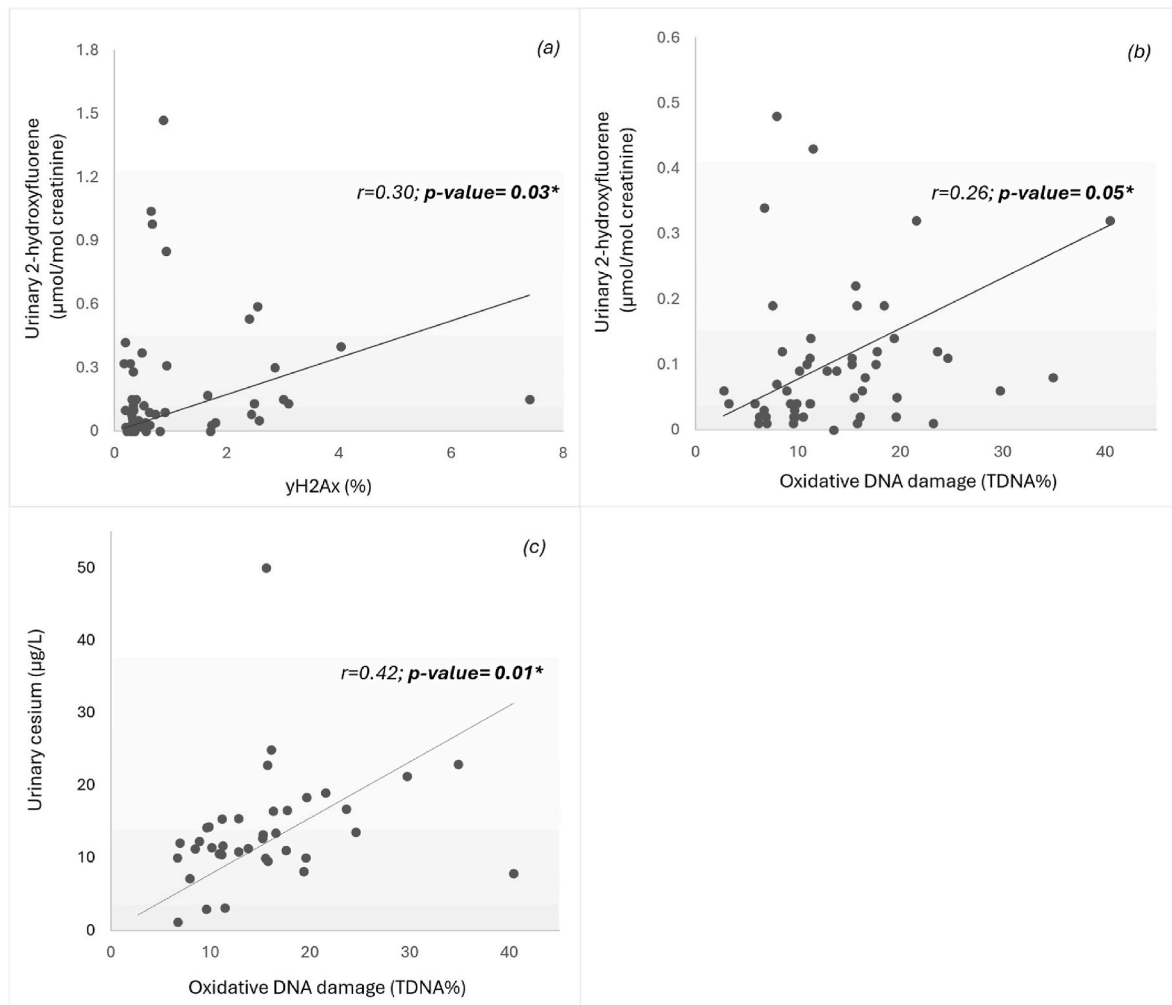 (a)
Urinary 2-hydroxyfluorene
(μmol/mol creatinine)
1.8
1.5
1.2
0.9
0.6
0.3
0
r=0.30; p-value= 0.03*
0
2
4
6
8
yH2Ax (%)
(b)
Urinary 2-hydroxyfluorene
(μmol/mol creatinine)
0.6
0.5
0.4
0.3
0.2
0.1
0
r=0.26; p-value= 0.05*
0
10
20
30
40
Oxidative DNA damage (TDNA%)
(c)
Urinary cesium (μg/L)
50
40
30
20
10
0
r=0.42; p-value= 0.01*
0
10
20
30
40
Oxidative DNA damage (TDNA%)